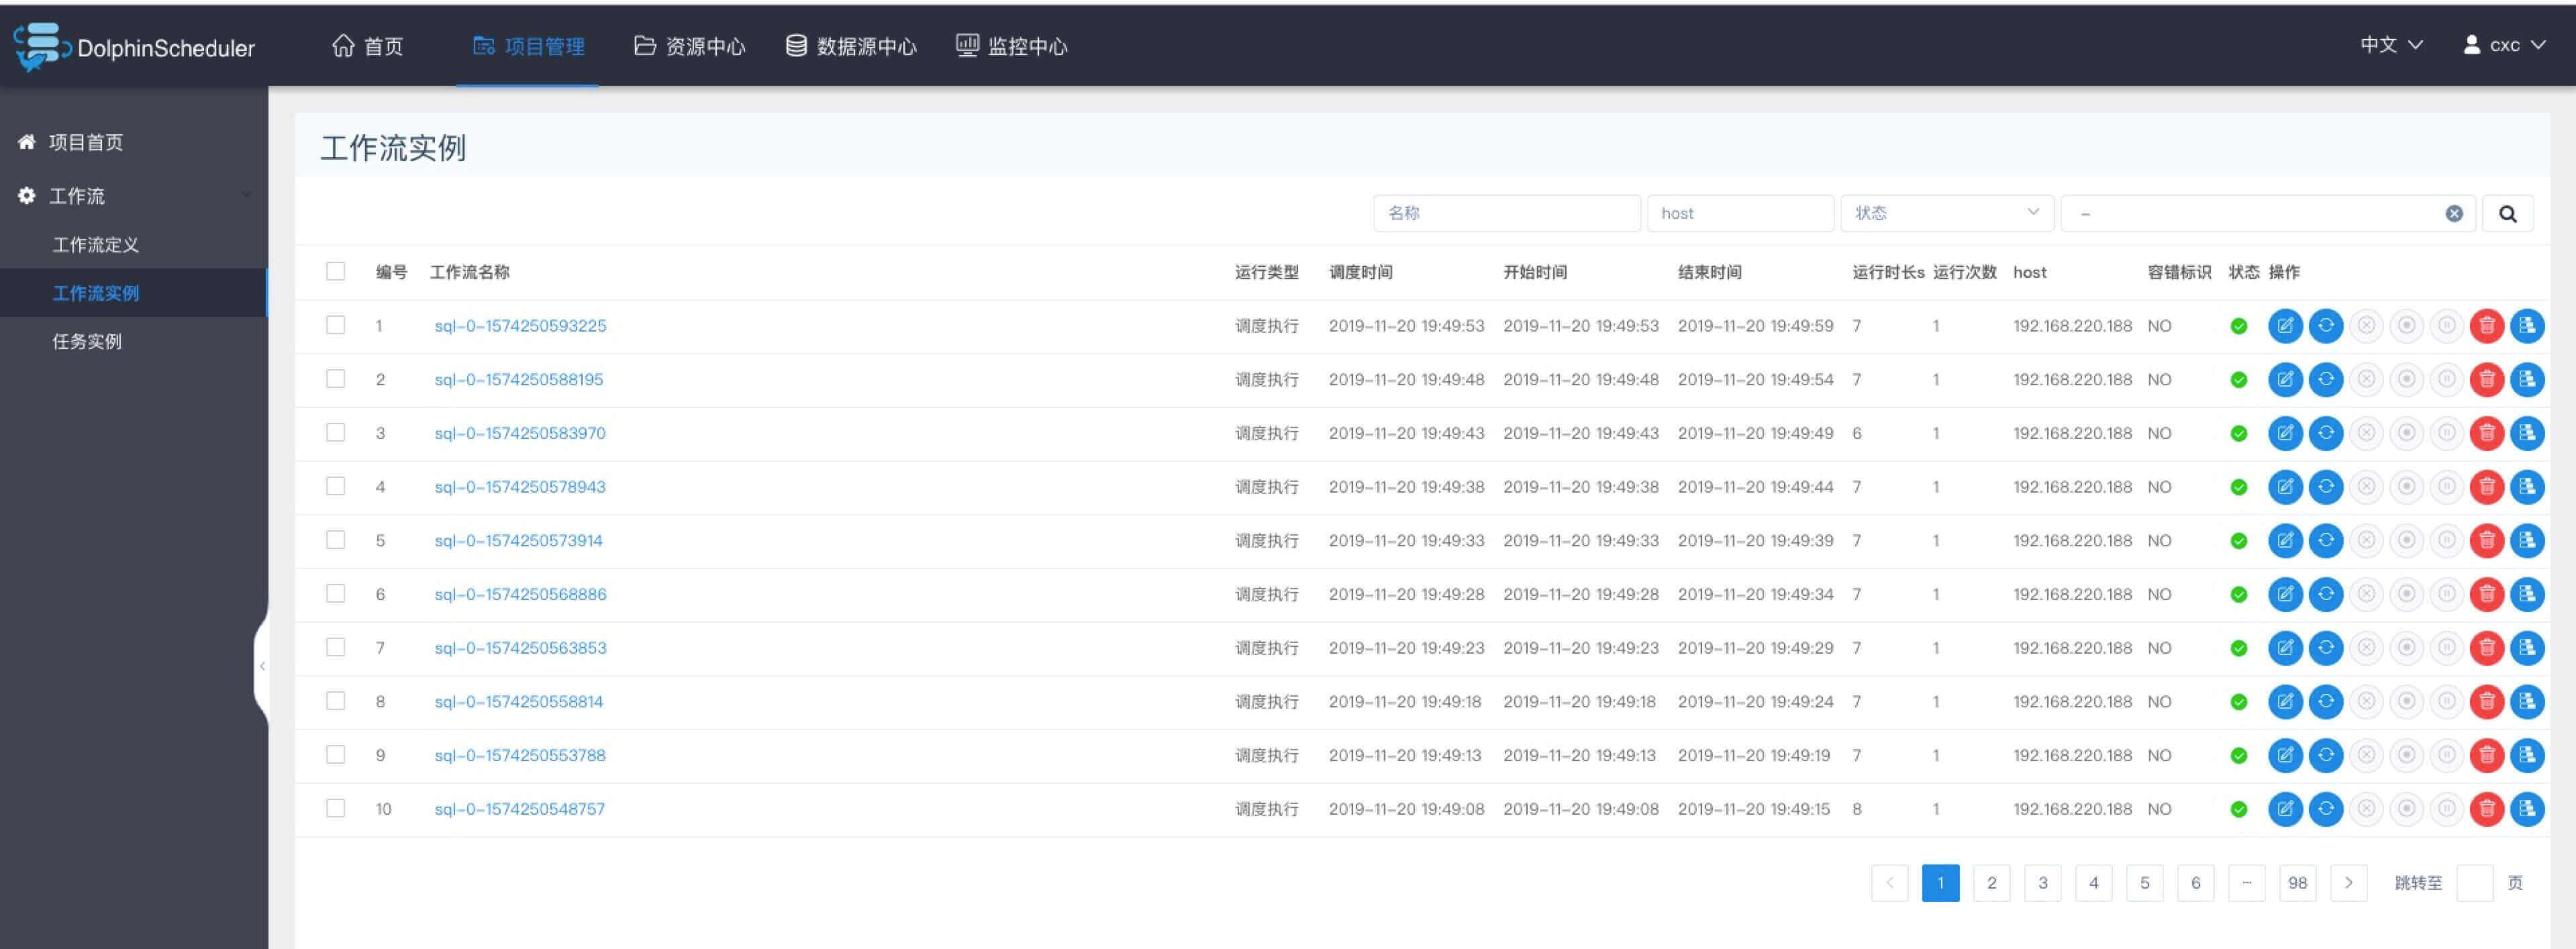 DolphinScheduler 首页 项目管理 资源中心 数据源中心 监控中心 中文 cxc
项目首页
工作流
工作流定义
工作流实例
任务实例
工作流实例
名称 host 状态 –
编号 工作流名称 运行类型 调度时间 开始时间 结束时间 运行时长s 运行次数 host 容错标识 状态 操作
1 sql-0-1574250593225 调度执行 2019-11-20 19:49:53 2019-11-20 19:49:53 2019-11-20 19:49:59 7 1 192.168.220.188 NO
2 sql-0-1574250588195 调度执行 2019-11-20 19:49:48 2019-11-20 19:49:48 2019-11-20 19:49:54 7 1 192.168.220.188 NO
3 sql-0-1574250583970 调度执行 2019-11-20 19:49:43 2019-11-20 19:49:43 2019-11-20 19:49:49 6 1 192.168.220.188 NO
4 sql-0-1574250578943 调度执行 2019-11-20 19:49:38 2019-11-20 19:49:38 2019-11-20 19:49:44 7 1 192.168.220.188 NO
5 sql-0-1574250573914 调度执行 2019-11-20 19:49:33 2019-11-20 19:49:33 2019-11-20 19:49:39 7 1 192.168.220.188 NO
6 sql-0-1574250568886 调度执行 2019-11-20 19:49:28 2019-11-20 19:49:28 2019-11-20 19:49:34 7 1 192.168.220.188 NO
7 sql-0-1574250563853 调度执行 2019-11-20 19:49:23 2019-11-20 19:49:23 2019-11-20 19:49:29 7 1 192.168.220.188 NO
8 sql-0-1574250558814 调度执行 2019-11-20 19:49:18 2019-11-20 19:49:18 2019-11-20 19:49:24 7 1 192.168.220.188 NO
9 sql-0-1574250553788 调度执行 2019-11-20 19:49:13 2019-11-20 19:49:13 2019-11-20 19:49:19 7 1 192.168.220.188 NO
10 sql-0-1574250548757 调度执行 2019-11-20 19:49:08 2019-11-20 19:49:08 2019-11-20 19:49:15 8 1 192.168.220.188 NO
1 2 3 4 5 6 ··· 98 跳转至 页